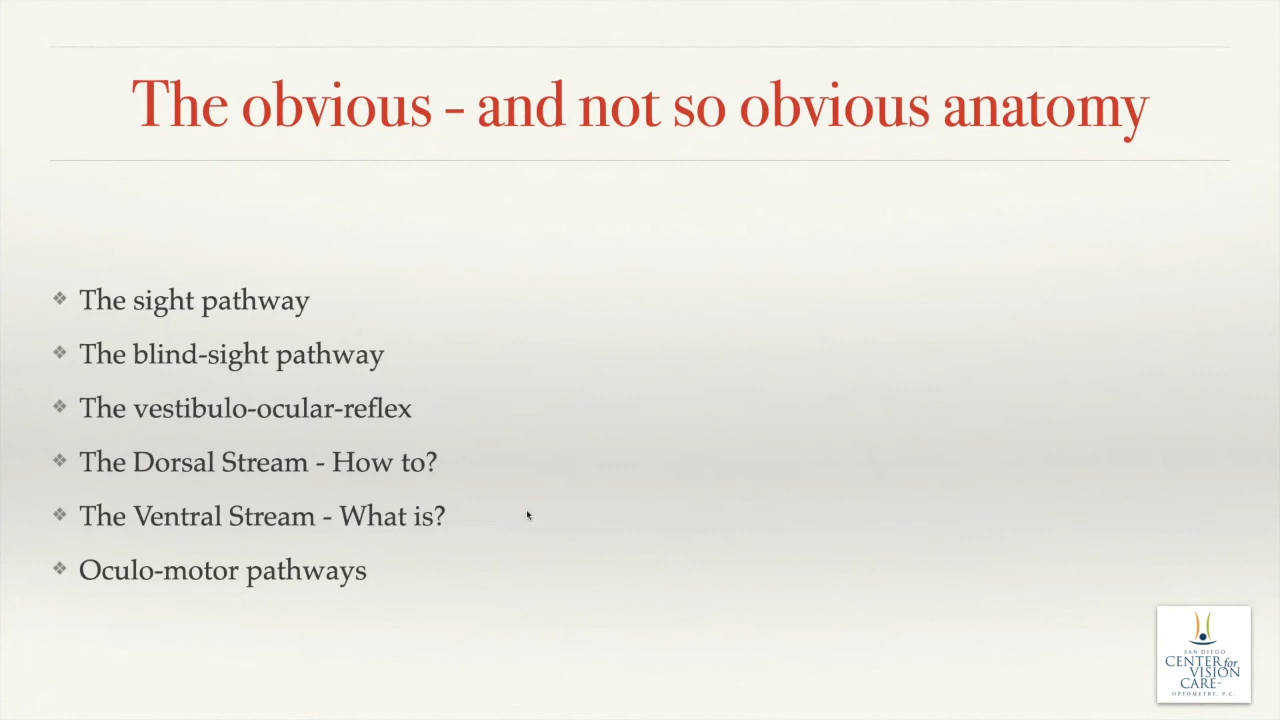 The obvious - and not so obvious anatomy
The sight pathway
The blind-sight pathway
The vestibulo-ocular-reflex
The Dorsal Stream - How to?
The Ventral Stream - What is?
Oculo-motor pathways
SAN DIEGO
CENTER for
VISION
CARE
OPTOMETRY, P.C.